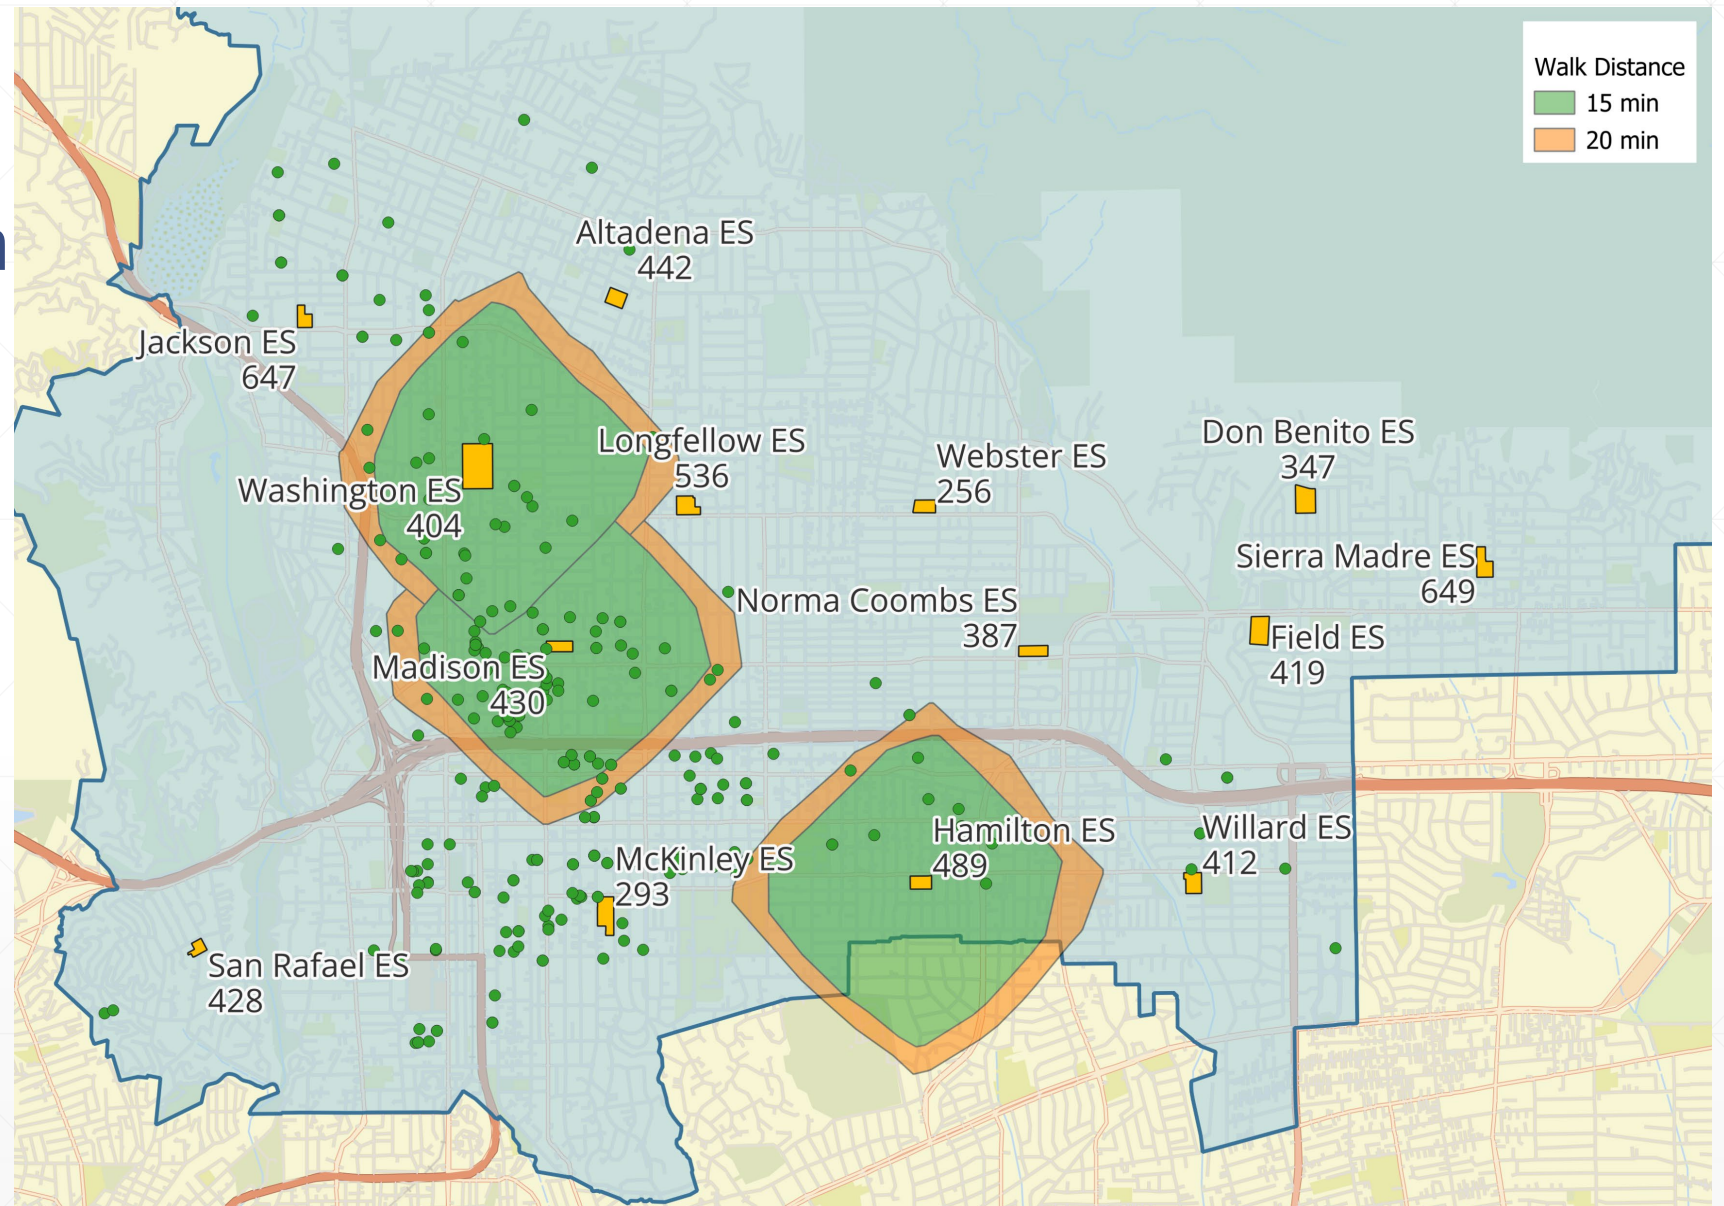 Walk Distance
15 min
20 min
Altadena ES
442
Jackson ES
647
Longfellow ES
536
Webster ES
256
Don Benito ES
347
Washington ES
404
Sierra Madre ES
649
Norma Coombs ES
387
Field ES
419
Madison ES
430
Hamilton ES
489
Willard ES
412
McKinley ES
293
San Rafael ES
428